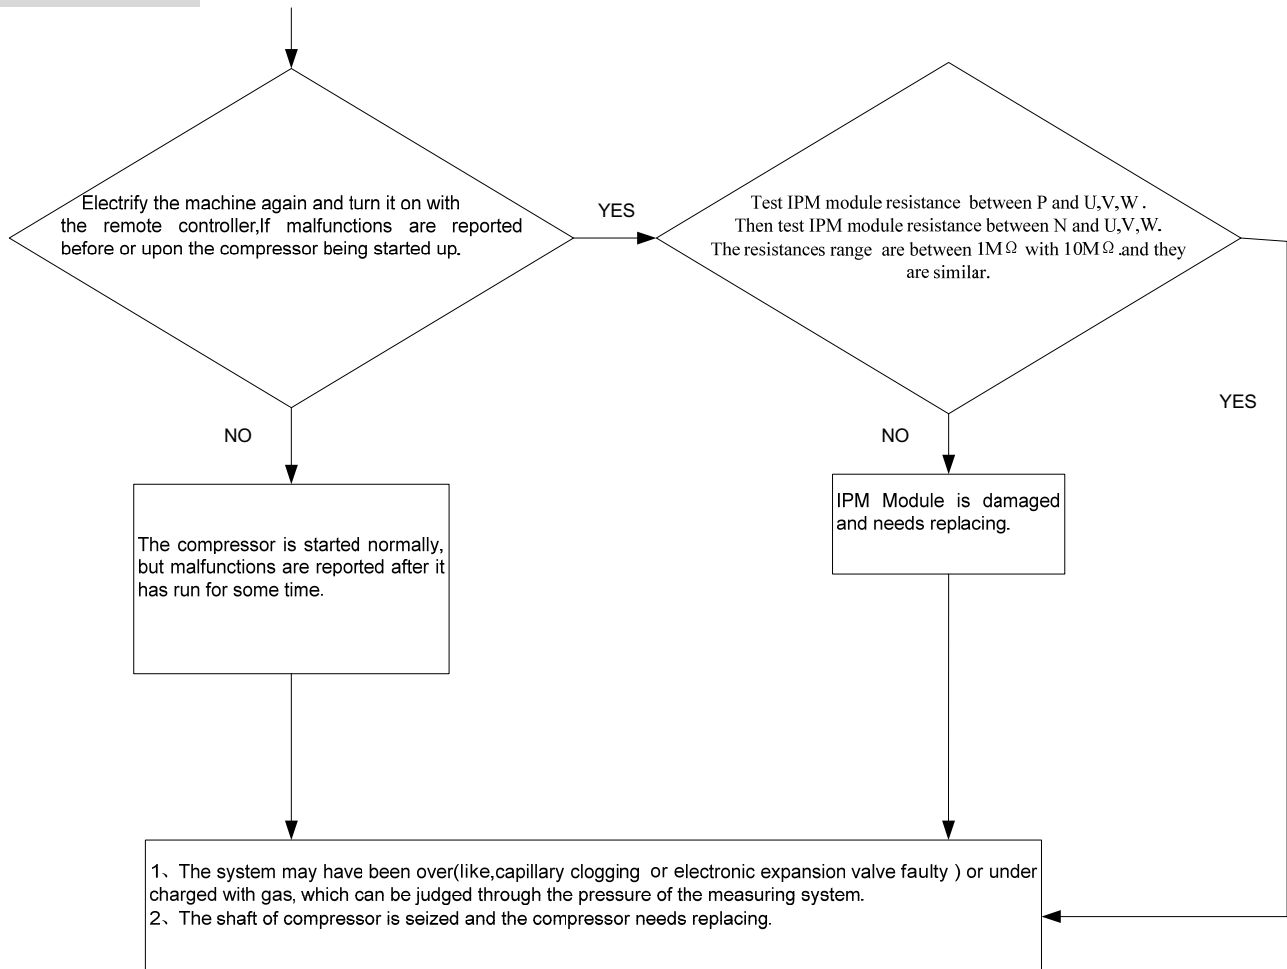 Electrify the machine again and turn it on with
the remote controller,If malfunctions are reported
before or upon the compressor being started up.
YES
Test IPM module resistance between P and U,V,W .
Then test IPM module resistance between N and U,V,W.
The resistances range are between 1MΩ with 10MΩ .and they
are similar.
YES
NO
NO
The compressor is started normally,
but malfunctions are reported after it
has run for some time.
IPM Module is damaged
and needs replacing.
1、The system may have been over(like,capillary clogging or electronic expansion valve faulty ) or under
charged with gas, which can be judged through the pressure of the measuring system.
2、The shaft of compressor is seized and the compressor needs replacing.